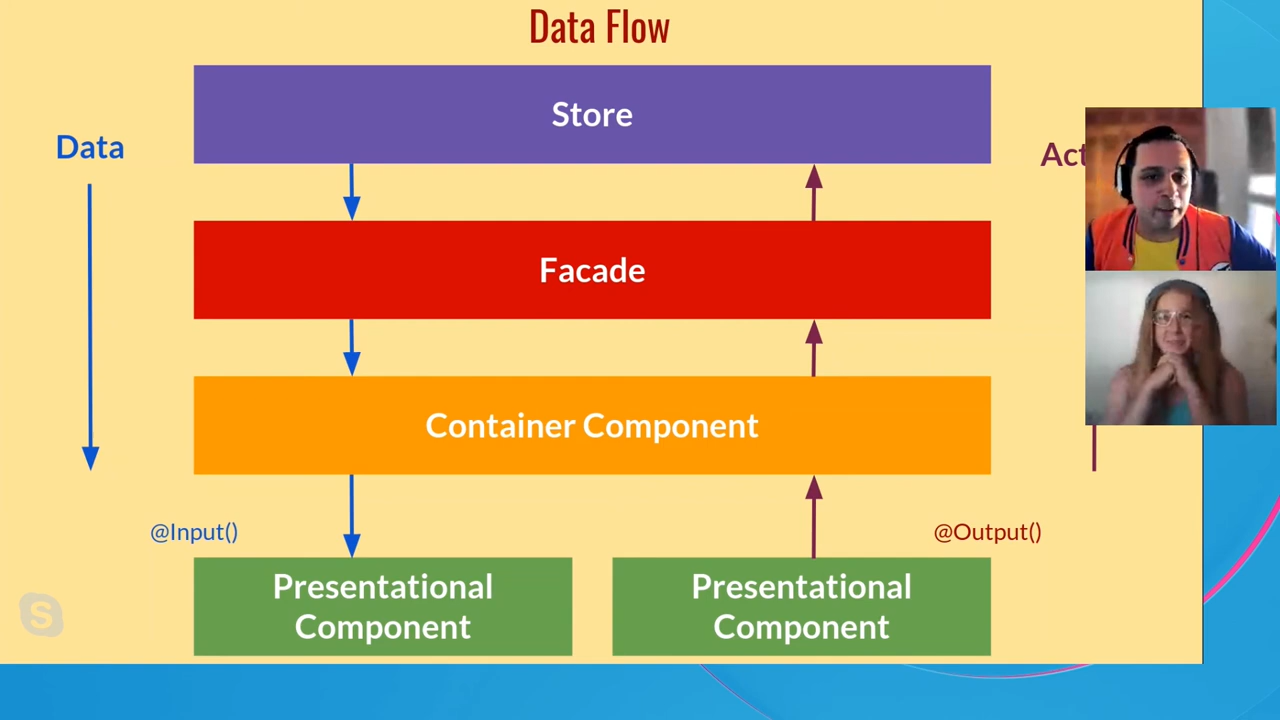 Data Flow
Store
Data
Facade
Container Component
@Input()
@Output()
Presentational
Component
Presentational
Component
S